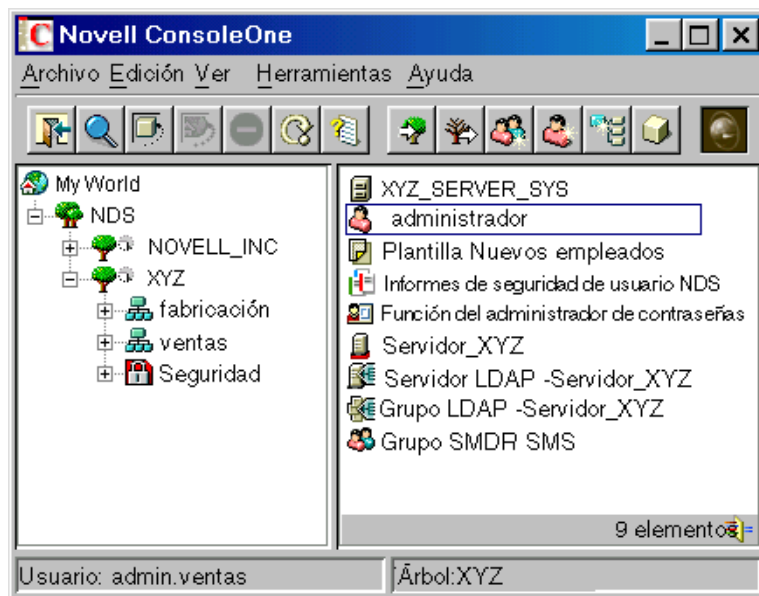 Novell ConsoleOne
Archivo Edición Ver Herramientas Ayuda
My World
NDS
NOVELL_INC
XYZ
fabricación
ventas
Seguridad
XYZ_SERVER_SYS
administrador
Plantilla Nuevos empleados
Informes de seguridad de usuario NDS
Función del administrador de contraseñas
Servidor_XYZ
Servidor LDAP -Servidor_XYZ
Grupo LDAP -Servidor_XYZ
Grupo SMDR SMS
9 elementos
Usuario: admin.ventas
Árbol:XYZ